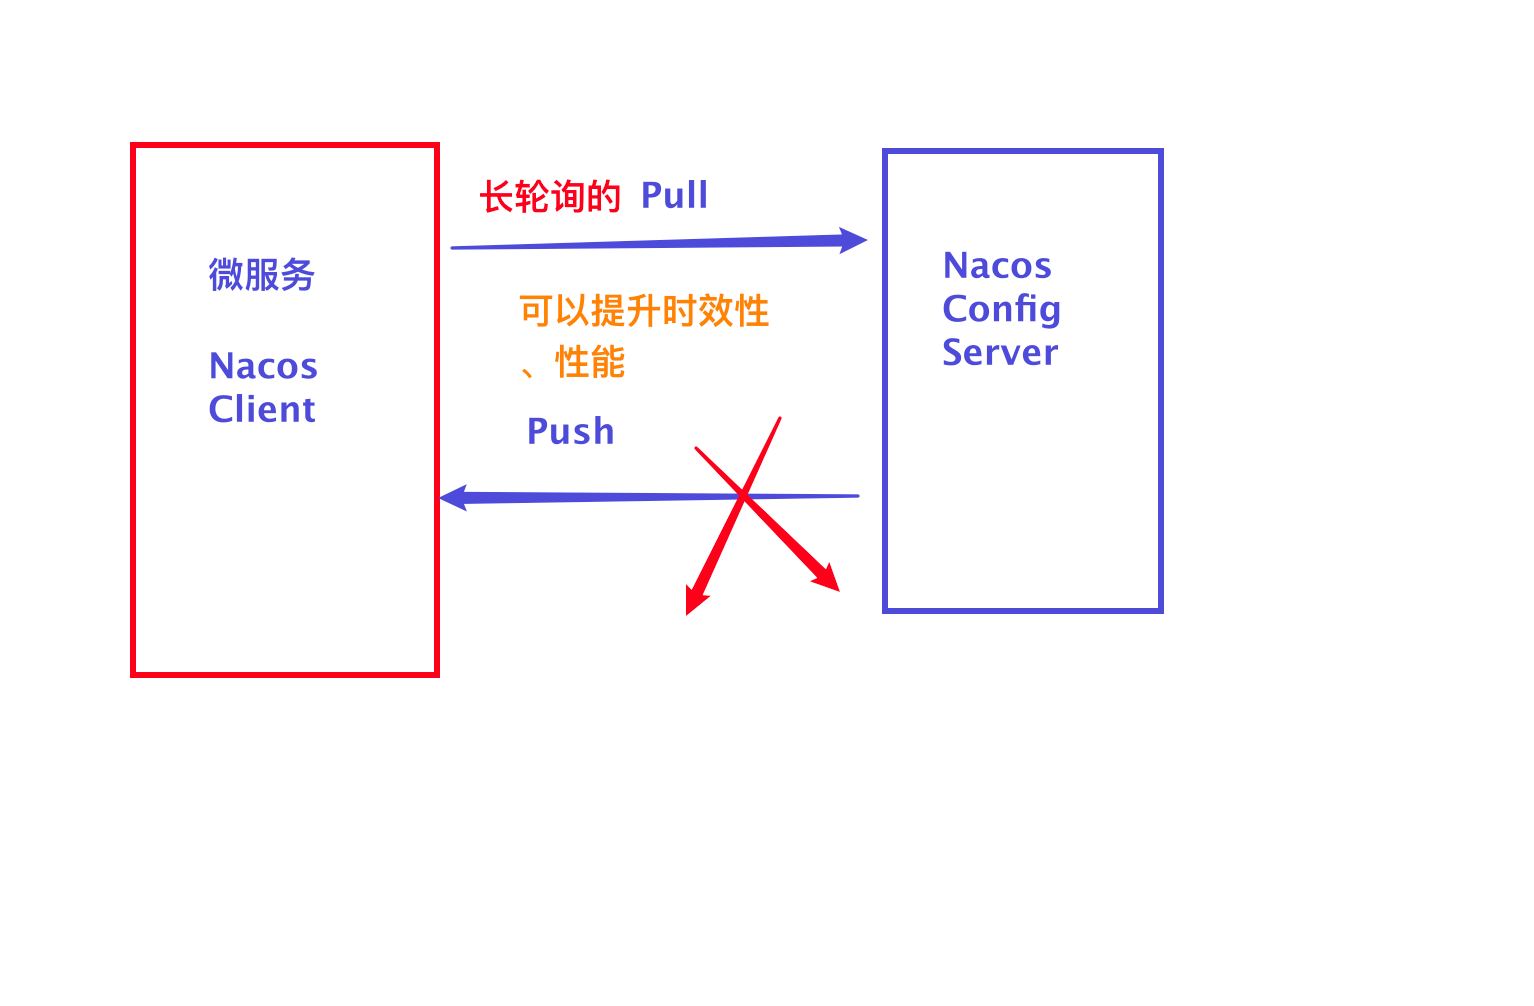 微服务
Nacos
Client
长轮询的 Pull
可以提升时效性
、性能
Push
Nacos
Config
Server